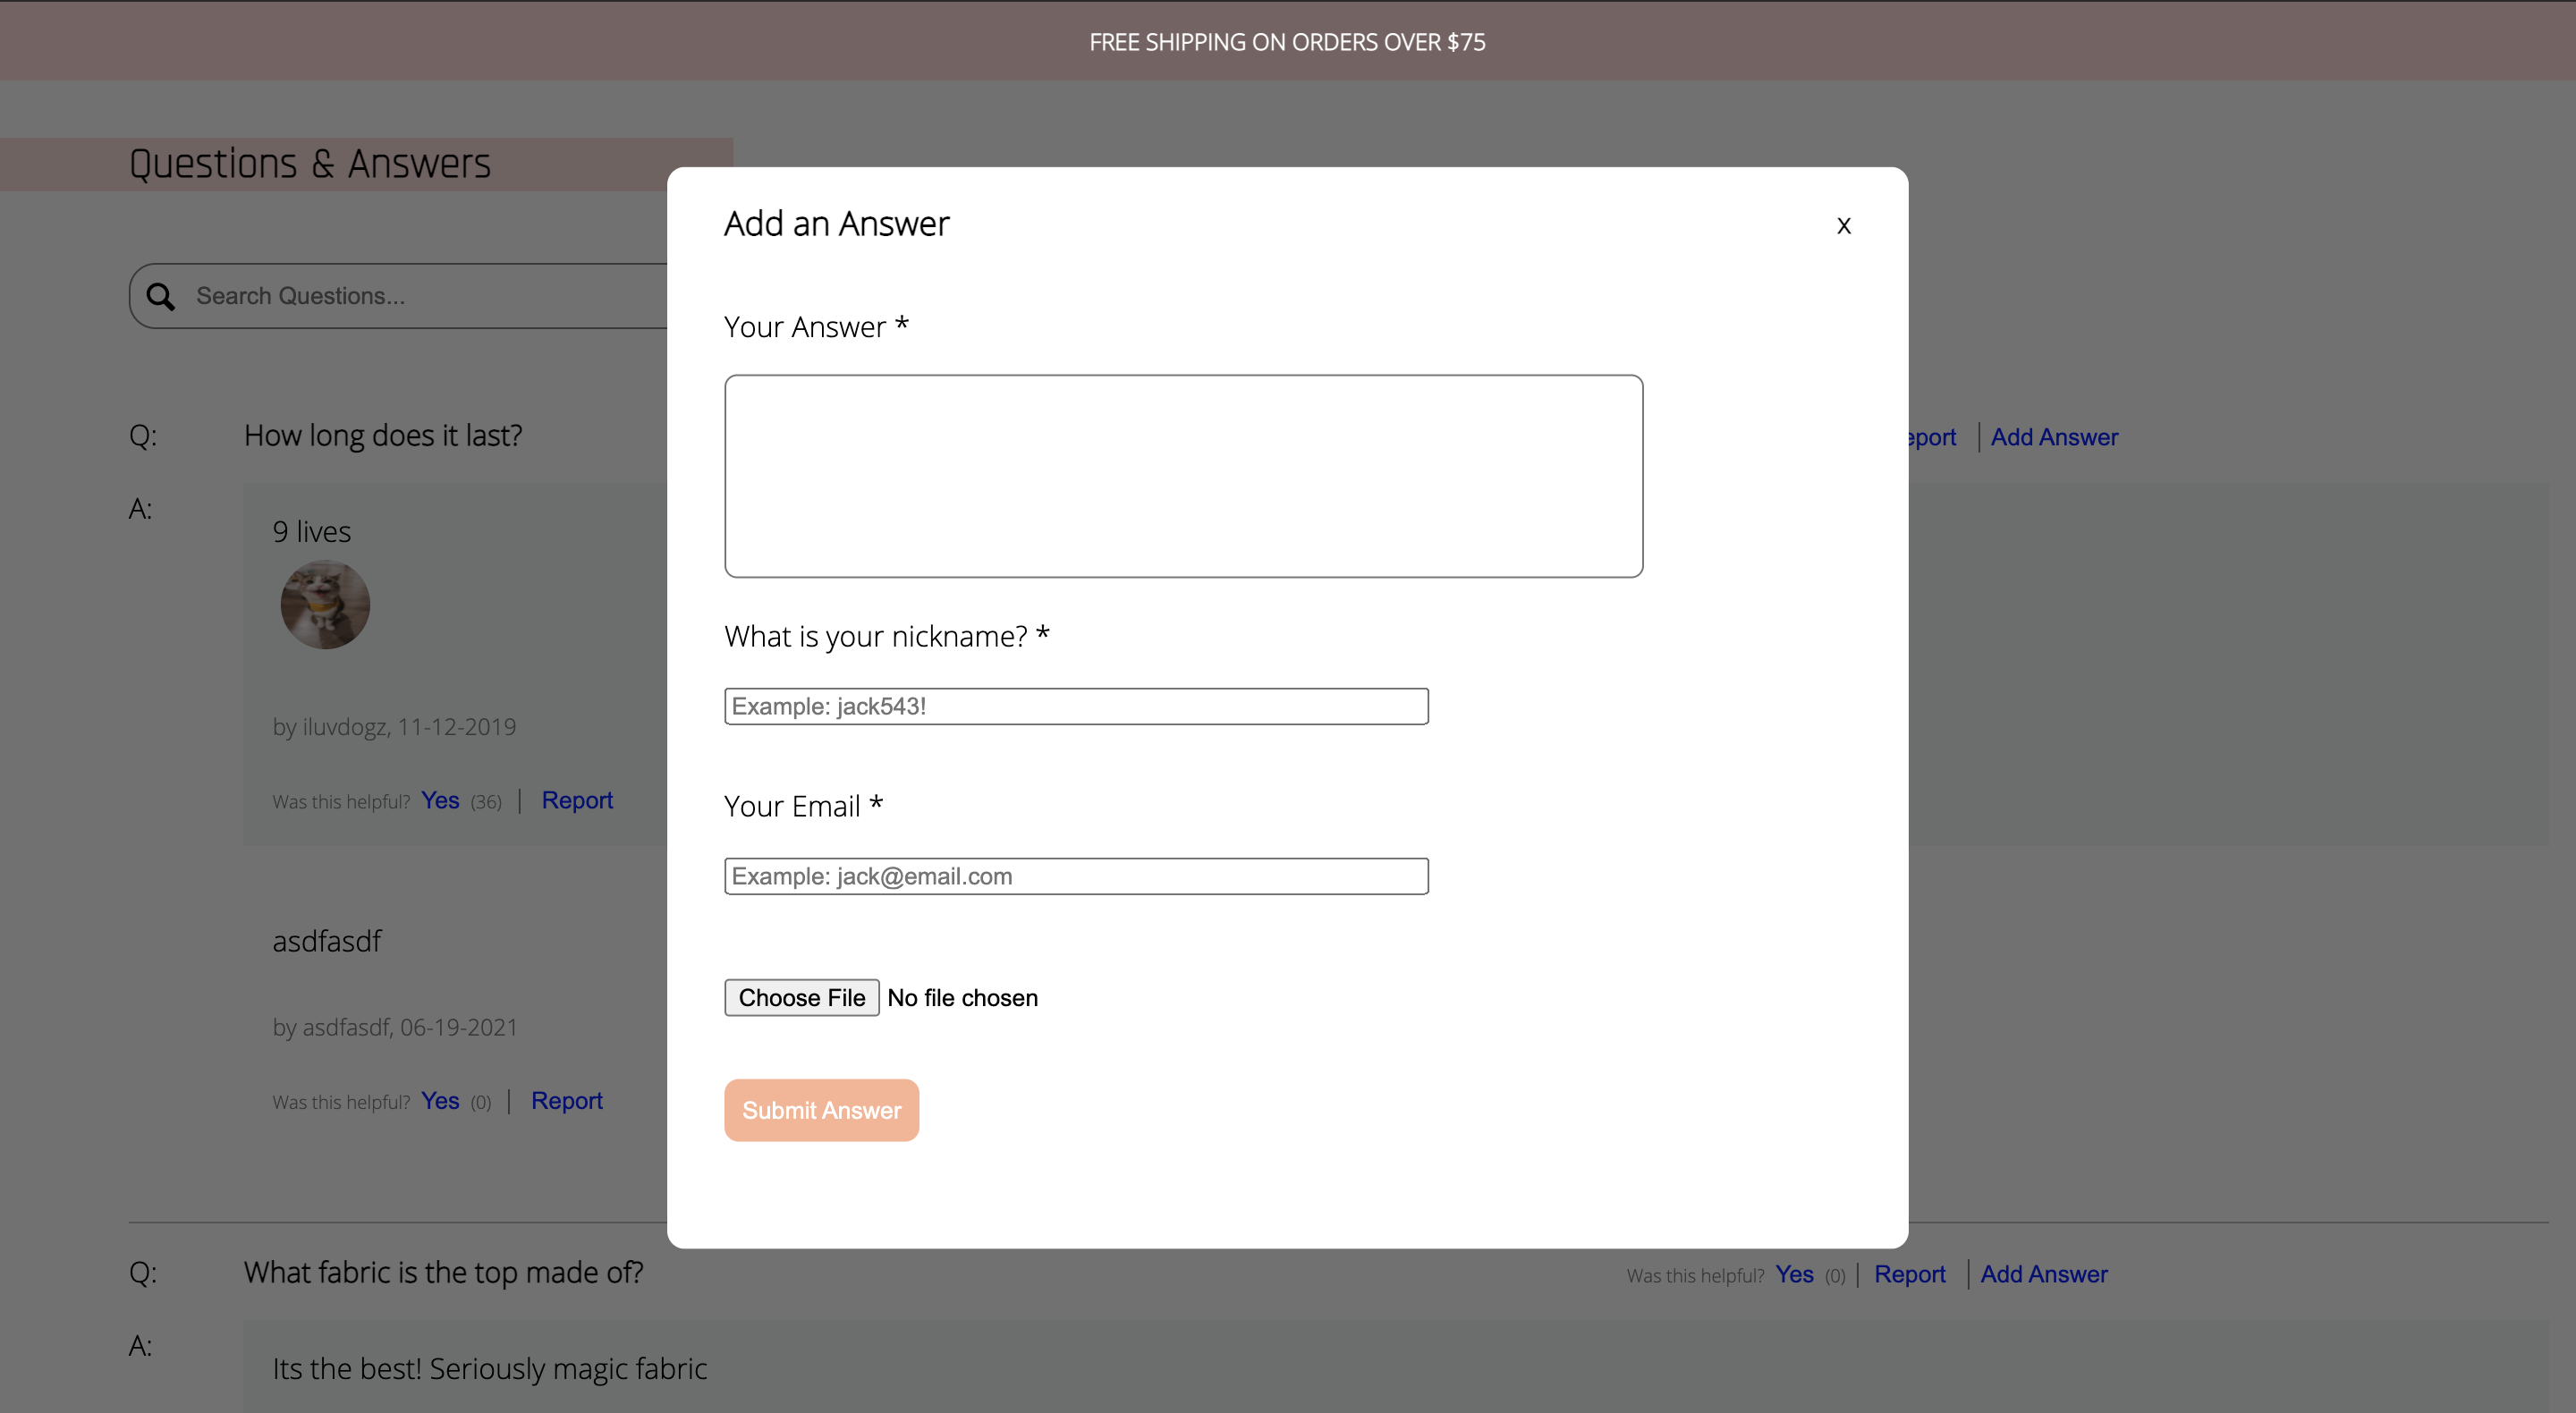 FREE SHIPPING ON ORDERS OVER $75
Questions & Answers
Search Questions...
Add an Answer
x
Your Answer *
What is your nickname? *
Example: jack543!
Your Email *
Example: jack@email.com
Choose File No file chosen
Submit Answer
Q: How long does it last?
eport | Add Answer
A: 9 lives
by iluvdogz, 11-12-2019
Was this helpful? Yes (36) | Report
asdfasdf
by asdfasdf, 06-19-2021
Was this helpful? Yes (0) | Report
Q: What fabric is the top made of? Was this helpful? Yes (0) | Report | Add Answer
A: Its the best! Seriously magic fabric